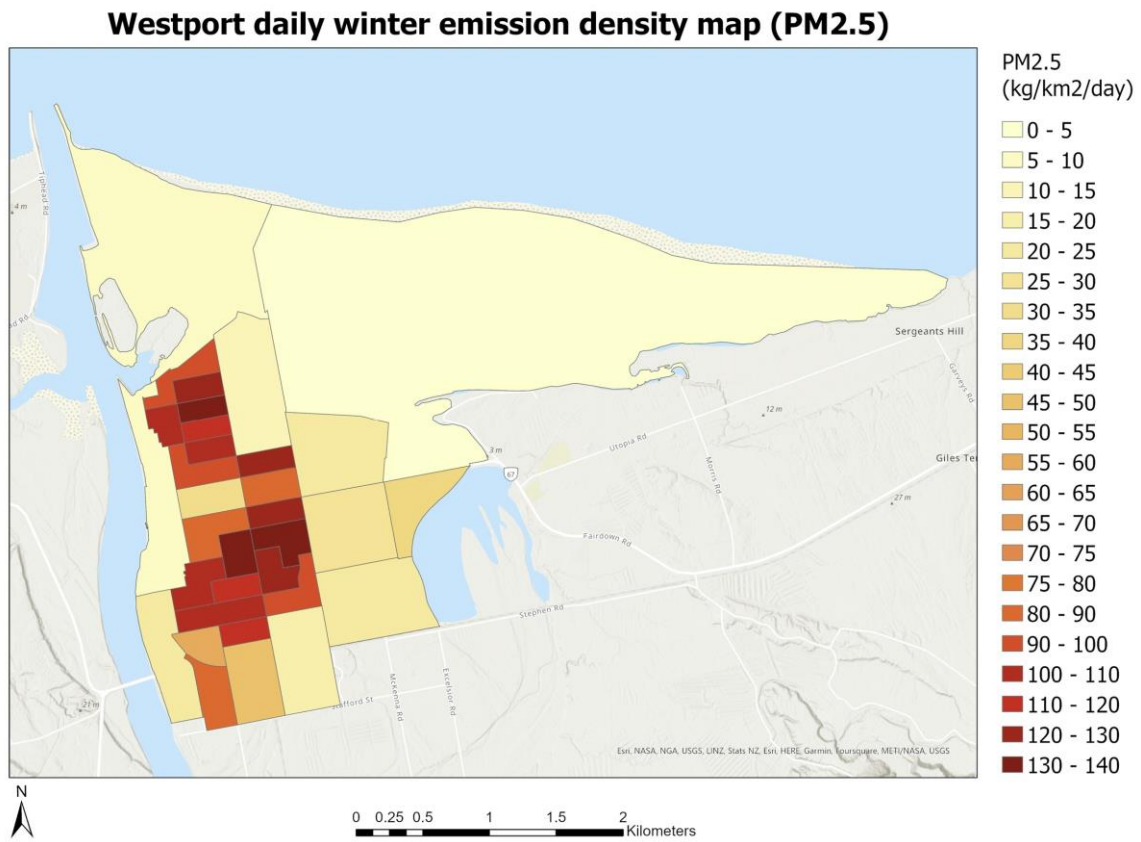 Westport daily winter emission density map (PM2.5)
PM2.5
(kg/km2/day)
0 - 5
5 - 10
10 - 15
15 - 20
20 - 25
25 - 30
30 - 35
35 - 40
40 - 45
45 - 50
50 - 55
55 - 60
60 - 65
65 - 70
70 - 75
75 - 80
80 - 90
90 - 100
100 - 110
110 - 120
120 - 130
130 - 140
Tiphead Rd
4 m
Rd
Sergeants Hill
Garveys Rd
12 m
Utopia Rd
3 m
67
Morris Rd
Giles
27 m
Fairdown Rd
Stephen Rd
McKenna Rd
Excelsior Rd
St
21 m
Esri, NASA, NGA, USGS, LINZ, Stats NZ, Esri, HERE, Garmin, Foursquare, METI/NASA, USGS
N
0 0.25 0.5 1 1.5 2
Kilometers